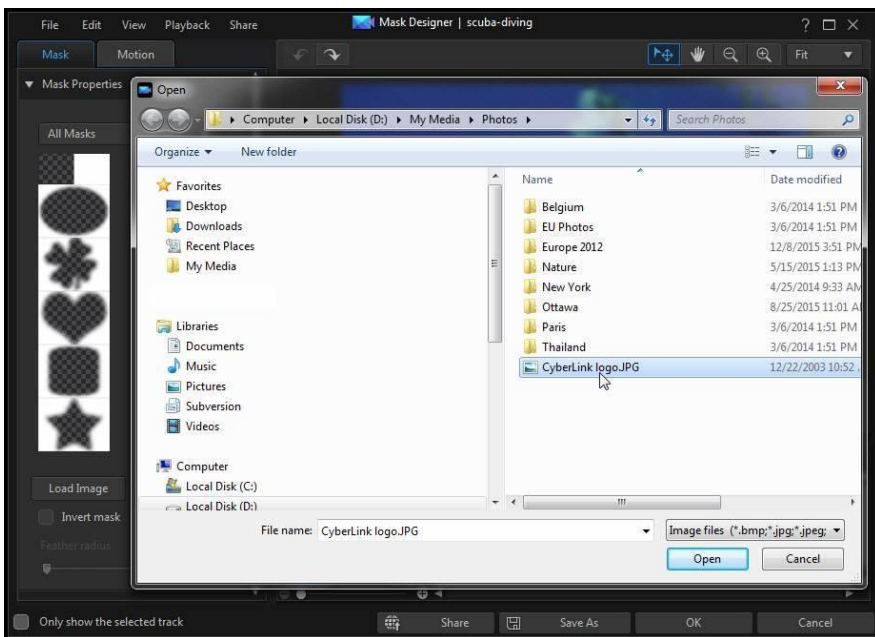 File Edit View Playback Share Mask Designer | scuba-diving ?
Mask Motion Fit
Mask Properties
Open
Computer Local Disk (D:) My Media Photos Search Photos
All Masks
Organize New folder
Favorites Name Date modified
Desktop Belgium 3/6/2014 1:51 PM
Downloads EU Photos 3/6/2014 1:51 PM
Recent Places Europe 2012 12/8/2015 3:51 PM
My Media Nature 5/15/2015 1:13 PM
New York 4/25/2014 9:33 AM
Ottawa 8/25/2015 11:01 A
Libraries Paris 3/6/2014 1:51 PM
Documents Thailand 3/6/2014 1:51 PM
Music CyberLink logo.JPG 12/22/2003 10:52
Pictures
Subversion
Videos
Computer
Local Disk (C:)
Load Image
Local Disk (D:)
Invert mask
File name: CyberLink logo.JPG Image files (*.bmp;*.jpg;*.jpeg;
Feather radius
Open Cancel
Only show the selected track Share Save As OK Cancel